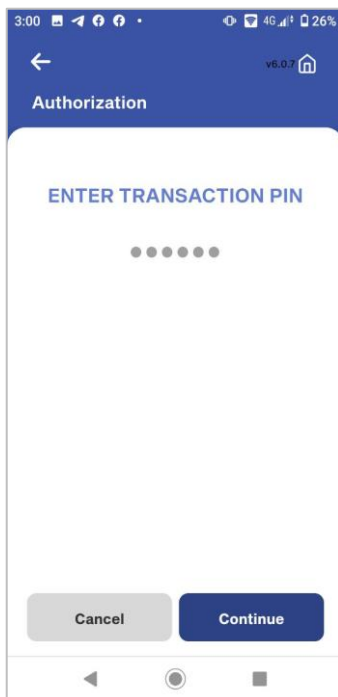 3:00 4G 26%
v6.0.7
Authorization
ENTER TRANSACTION PIN
Cancel Continue